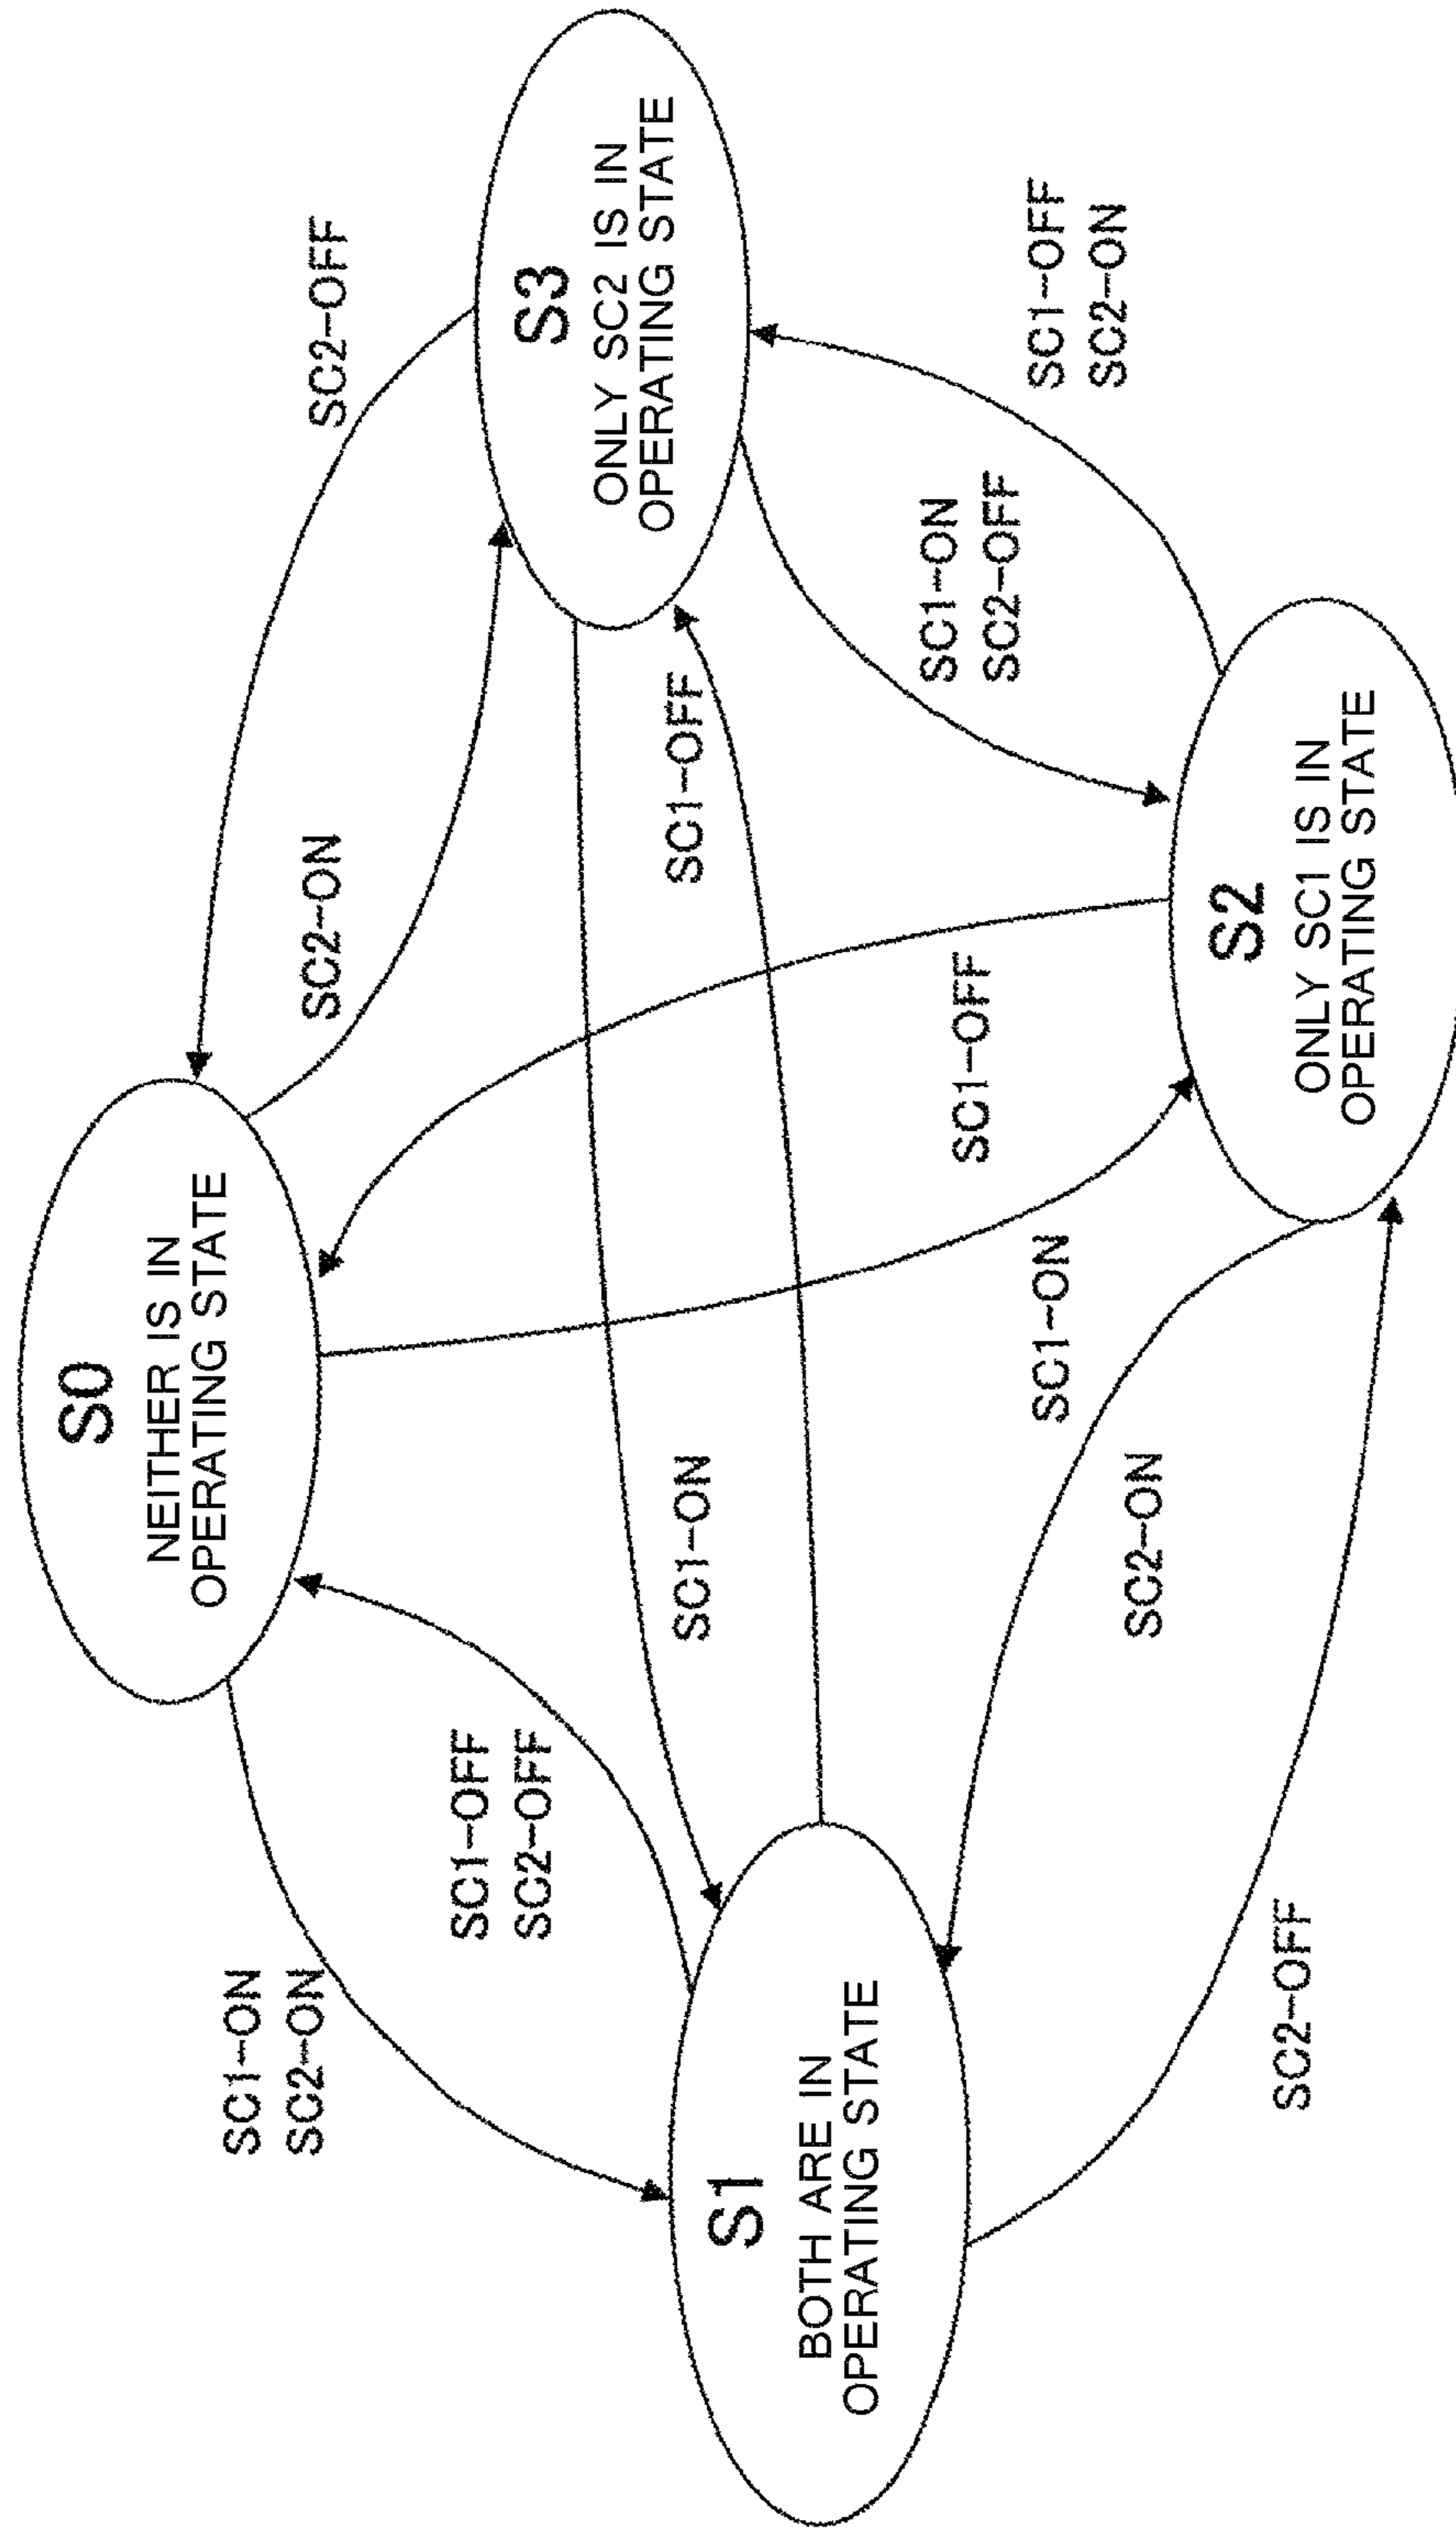 S0
NEITHER IS IN
OPERATING STATE
SC1-ON
SC2-ON
SC1-OFF
SC2-OFF
SC2-ON
SC2-OFF
S3
ONLY SC2 IS IN
OPERATING STATE
S1
BOTH ARE IN
OPERATING STATE
SC1-ON
SC1-OFF
SC1-ON
SC2-OFF
SC1-OFF
SC2-ON
SC1-OFF
SC1-ON
SC2-ON
SC2-OFF
S2
ONLY SC1 IS IN
OPERATING STATE